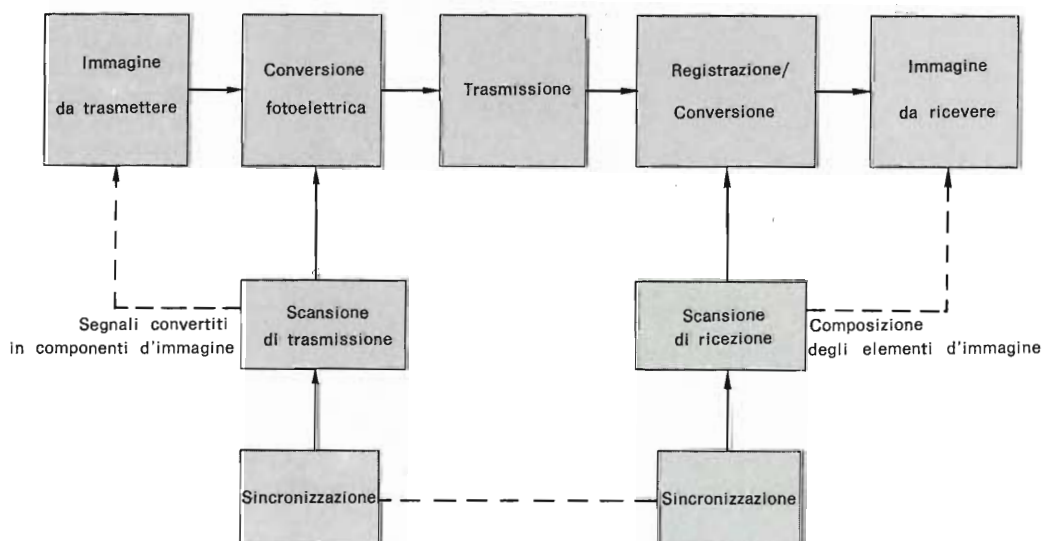 Immagine
da trasmettere
Conversione
fotoelettrica
Trasmissione
Registrazione/
Conversione
Immagine
da ricevere
Segnali convertiti
in componenti d'immagine
Scansione
di trasmissione
Scansione
di ricezione
Composizione
degli elementi d'immagine
Sincronizzazione
Sincronizzazione